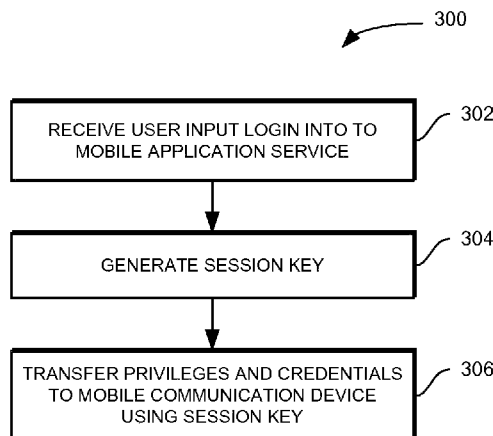 300
RECEIVE USER INPUT LOGIN INTO TO
MOBILE APPLICATION SERVICE
302
GENERATE SESSION KEY
304
TRANSFER PRIVILEGES AND CREDENTIALS
TO MOBILE COMMUNICATION DEVICE
USING SESSION KEY
306